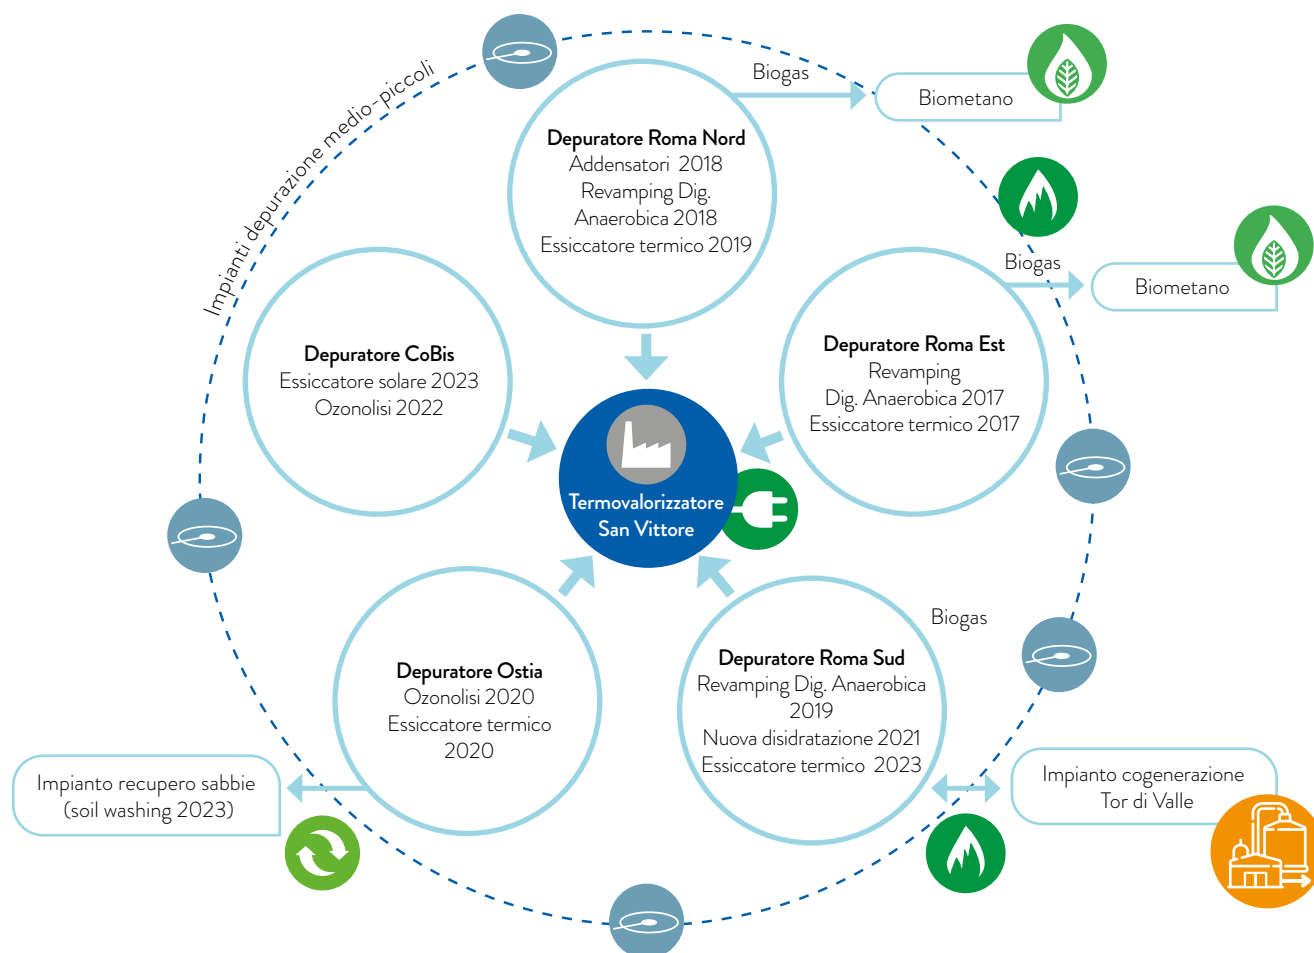 Impianti depurazione medio-piccoli
Biogas
Biometano
Depuratore Roma Nord
Addensatori 2018
Revamping Dig.
Anaerobica 2018
Essiccatore termico 2019
Biogas
Biometano
Depuratore CoBis
Essiccatore solare 2023
Ozonolisi 2022
Depuratore Roma Est
Revamping
Dig. Anaerobica 2017
Essiccatore termico 2017
Termovalorizzatore
San Vittore
Biogas
Depuratore Ostia
Ozonolisi 2020
Essiccatore termico
2020
Depuratore Roma Sud
Revamping Dig. Anaerobica
2019
Nuova disidratazione 2021
Essiccatore termico 2023
Impianto recupero sabbie
(soil washing 2023)
Impianto cogenerazione
Tor di Valle